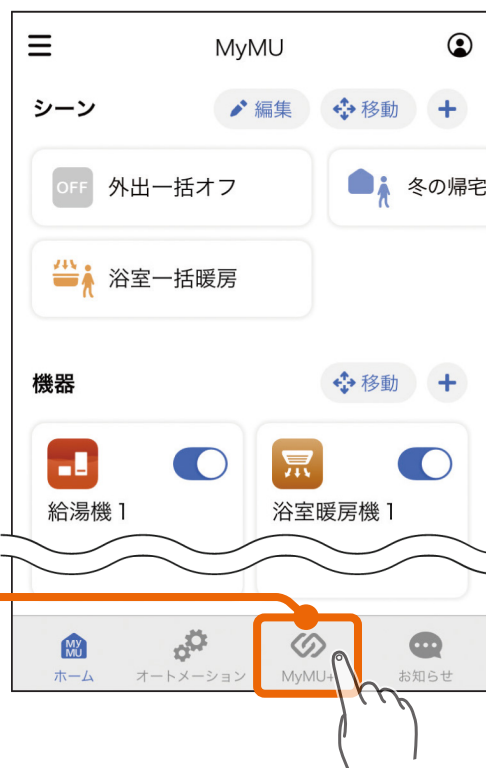 MyMU
シーン
編集
移動
OFF
外出一括オフ
冬の帰宅
浴室一括暖房
機器
移動
給湯機 1
浴室暖房機 1
MY
MU
ホーム
オートメーション
MyMU+
お知らせ